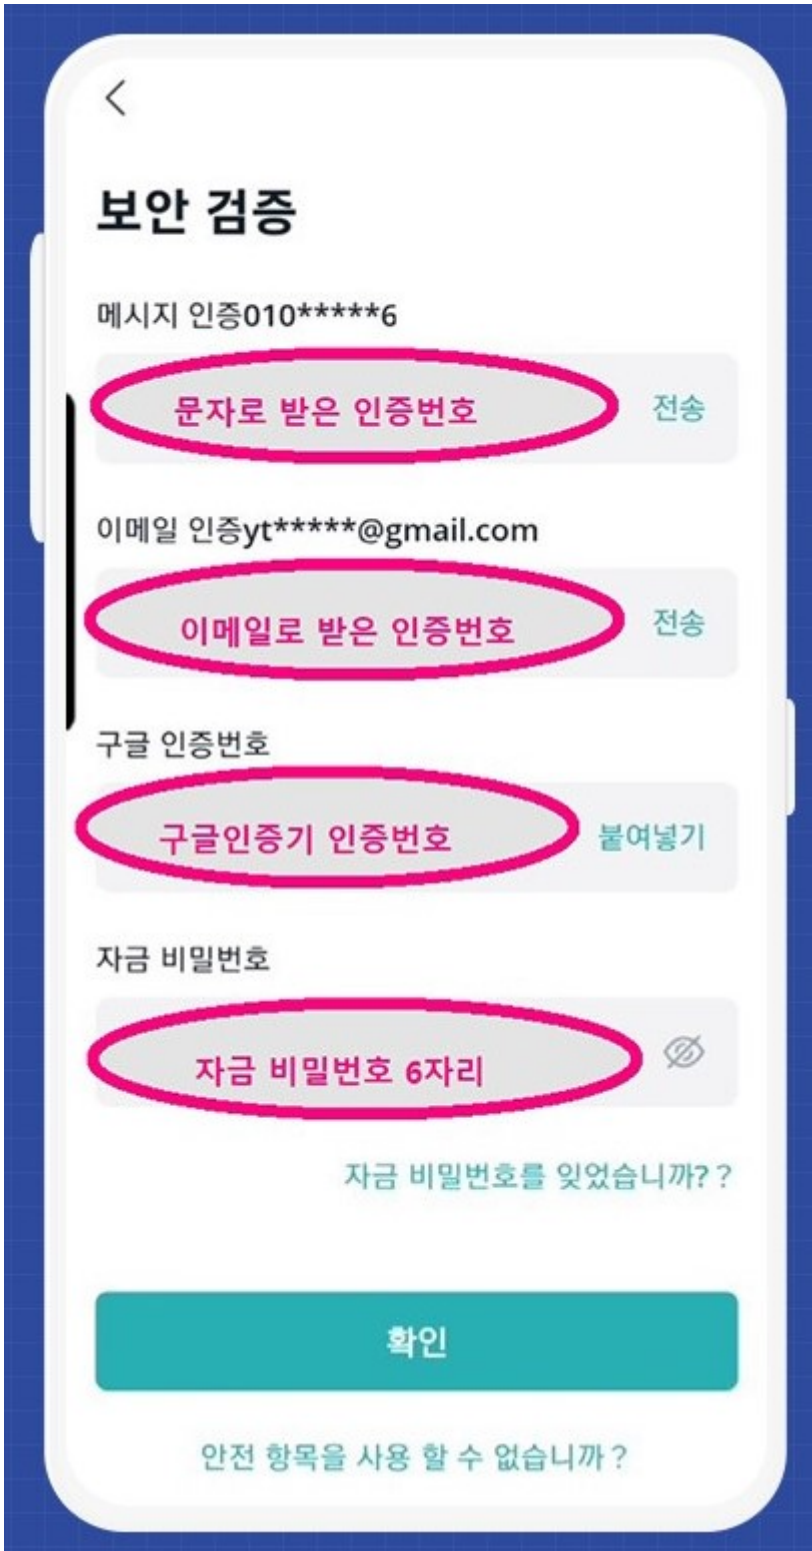 보안 검증
메시지 인증010*****6
문자로 받은 인증번호 전송
이메일 인증yt*****@gmail.com
이메일로 받은 인증번호 전송
구글 인증번호
구글인증기 인증번호 붙여넣기
자금 비밀번호
자금 비밀번호 6자리
자금 비밀번호를 잊었습니까? ?
확인
안전 항목을 사용 할 수 없습니까 ?